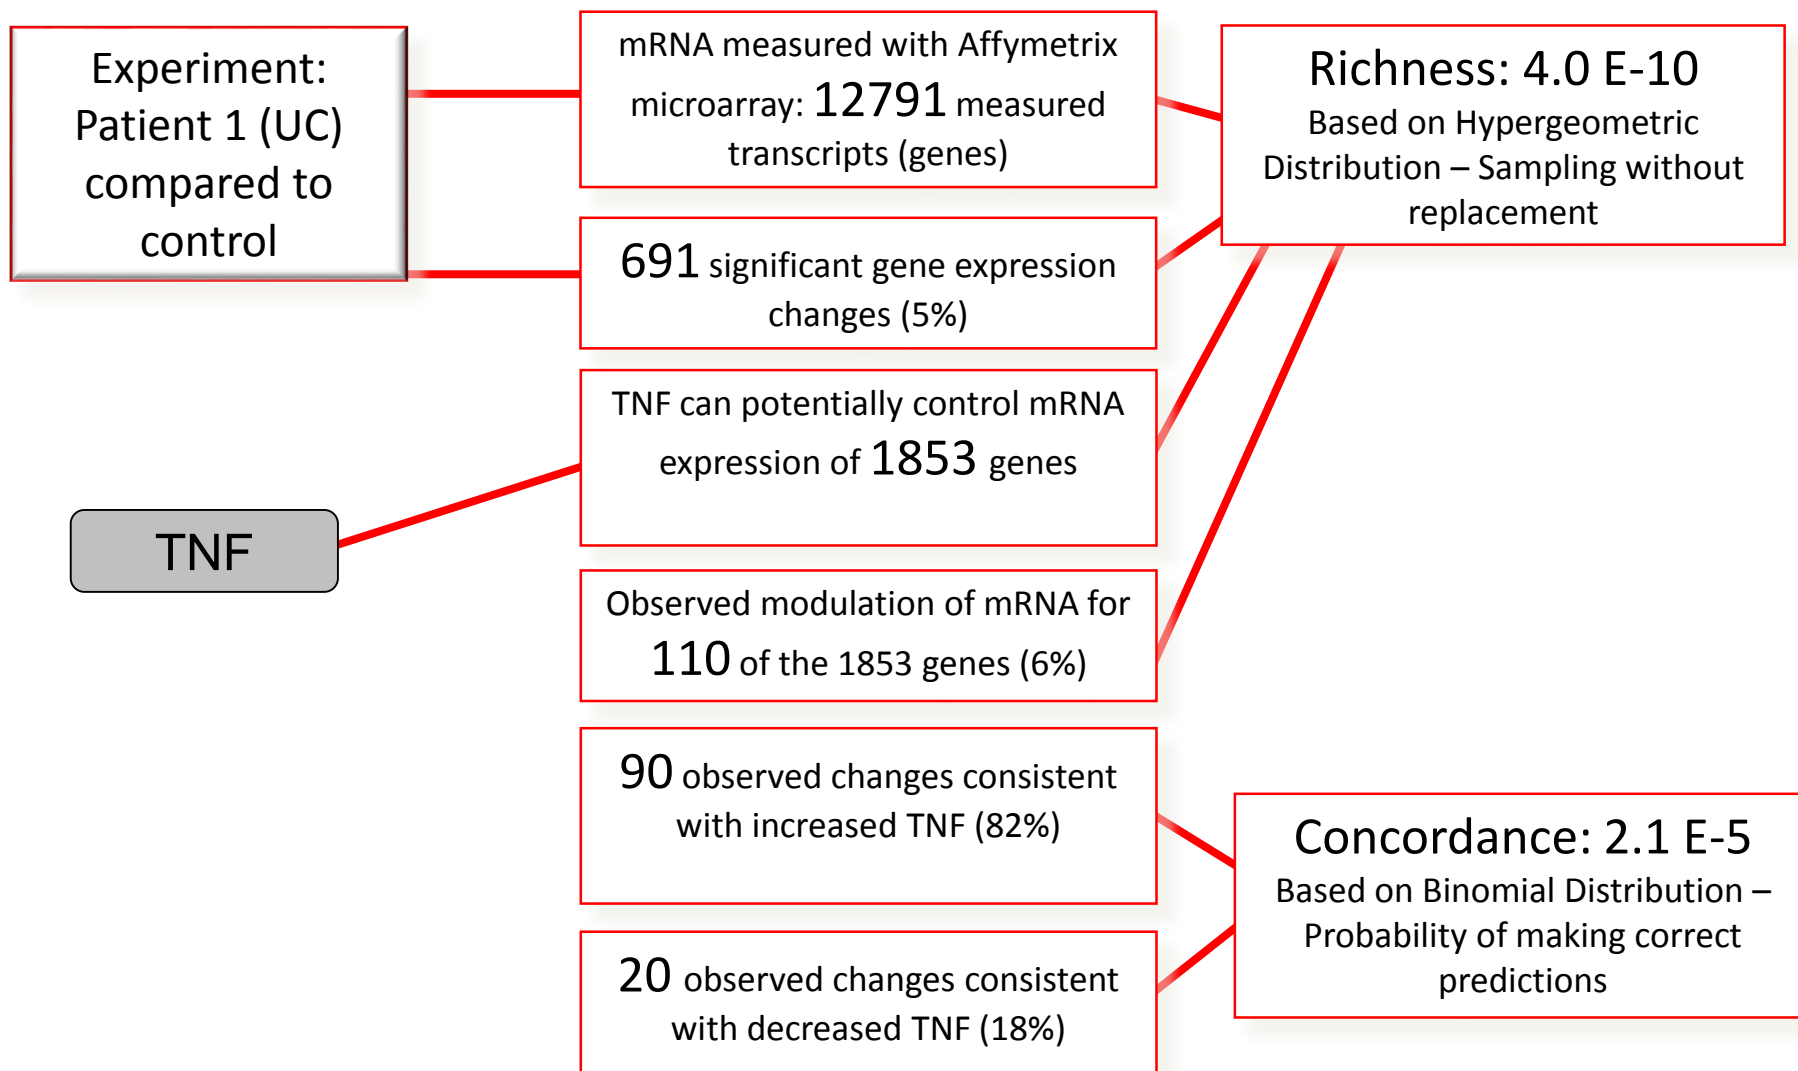 Experiment:
Patient 1 (UC)
compared to
control
mRNA measured with Affymetrix
microarray: 12791 measured
transcripts (genes)
691 significant gene expression
changes (5%)
TNF can potentially control mRNA
expression of 1853 genes
TNF
Observed modulation of mRNA for
110 of the 1853 genes (6%)
90 observed changes consistent
with increased TNF (82%)
20 observed changes consistent
with decreased TNF (18%)
Richness: 4.0 E-10
Based on Hypergeometric
Distribution – Sampling without
replacement
Concordance: 2.1 E-5
Based on Binomial Distribution –
Probability of making correct
predictions